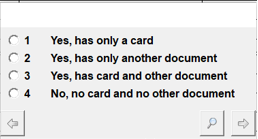 1 Yes, has only a card
2 Yes, has only another document
3 Yes, has card and other document
4 No, no card and no other document